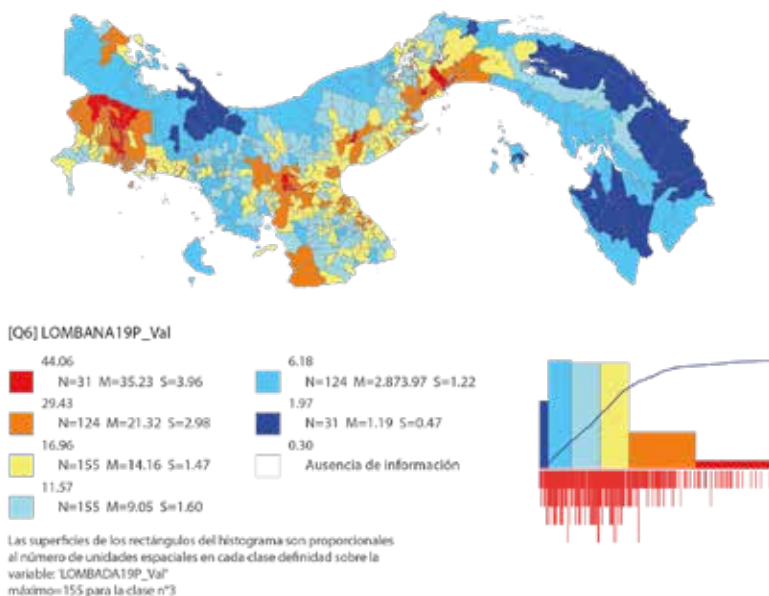 [Q6] LOMBANA19P_Val
44.06
N=31 M=35.23 S=3.96
29.43
N=124 M=21.32 S=2.98
16.96
N=155 M=14.16 S=1.47
11.57
N=155 M=9.05 S=1.60
6.18
N=124 M=2.873.97 S=1.22
1.97
N=31 M=1.19 S=0.47
0.30
Ausencia de información
Las superficies de los rectángulos del histograma son proporcionales
al número de unidades espaciales en cada clase definidad sobre la
variable: 'LOMBADA19P_Val"
máximo=155 para la clase n°3